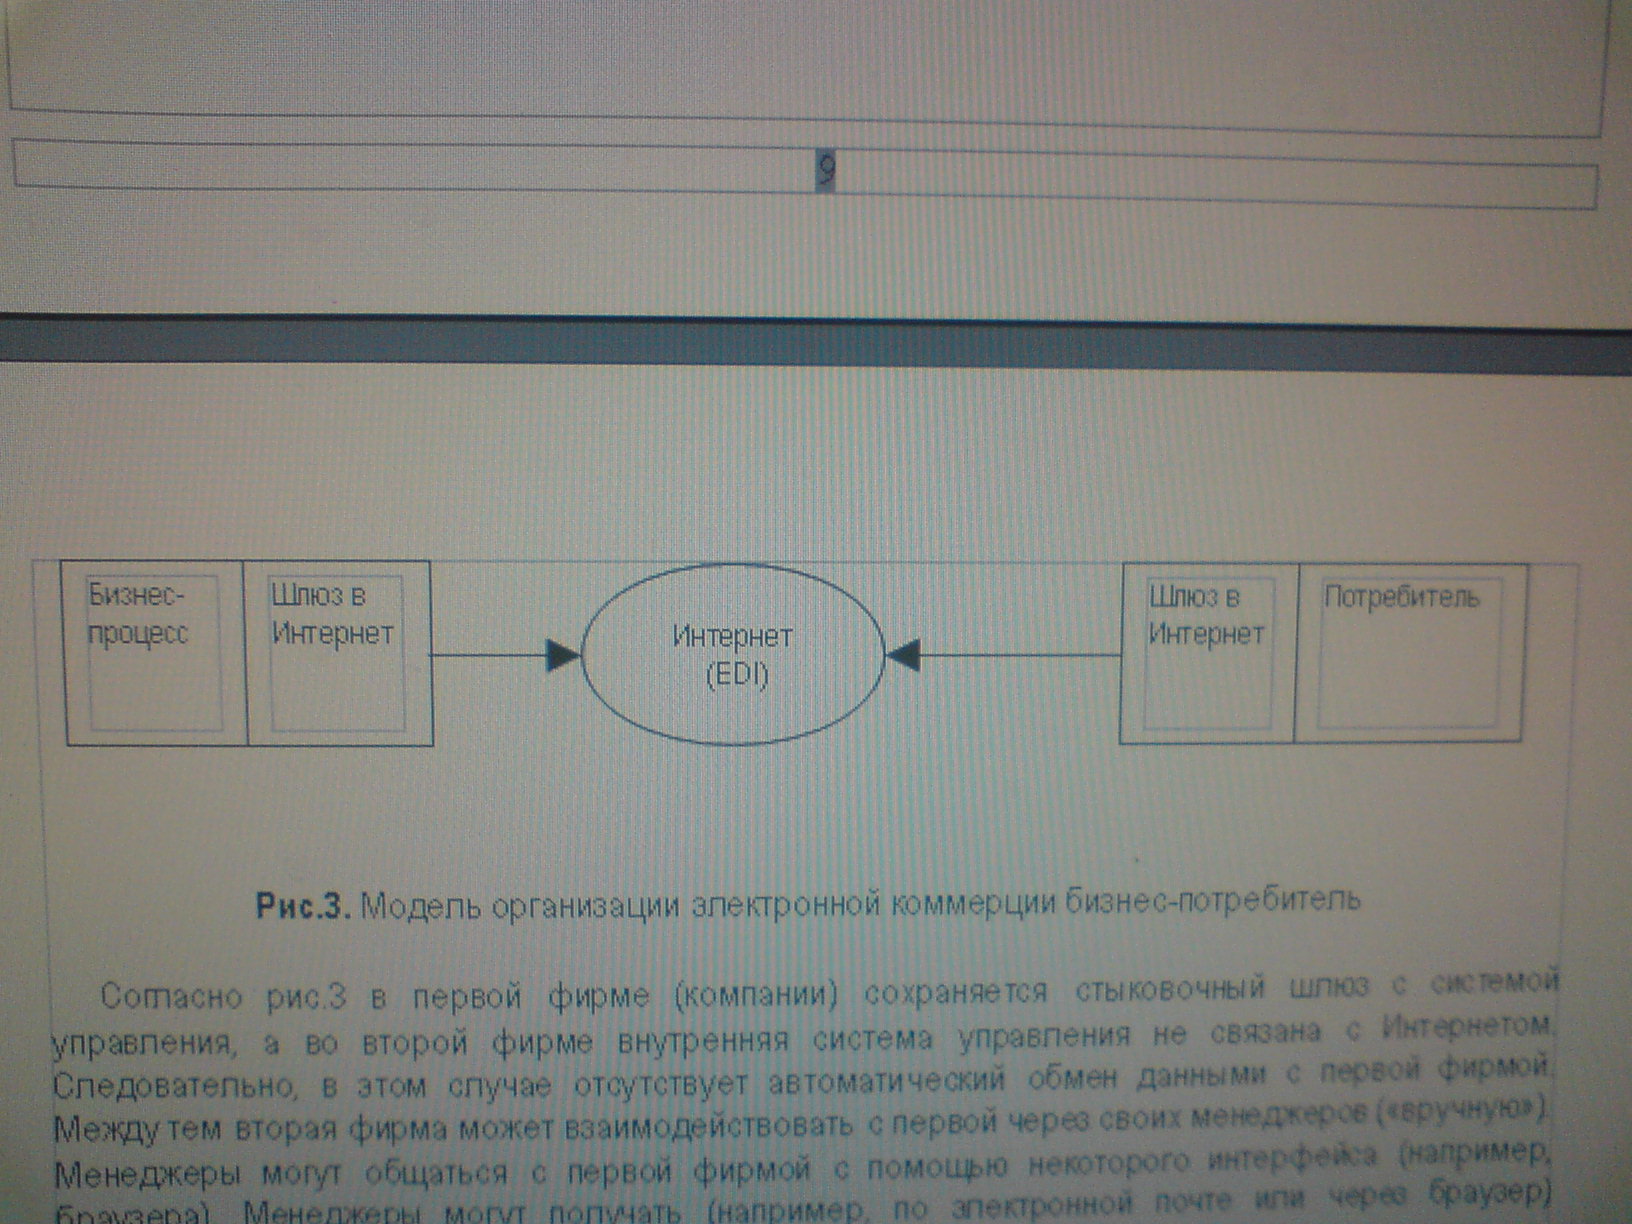 9
Бизнес-
процесс
Шлюз в
Интернет
Интернет
(EDI)
Шлюз в
Интернет
Потребитель
Рис.3. Модель организации электронной коммерции бизнес-потребитель
Согласно рис.3 в первой фирме (компании) сохраняется стыковочный шлюз с системой
управления, а во второй фирме внутренняя система управления не связана с Интернетом.
Следовательно, в этом случае отсутствует автоматический обмен данными с первой фирмой.
Между тем вторая фирма может взаимодействовать с первой через своих менеджеров («вручную»).
Менеджеры могут общаться с первой фирмой с помощью некоторого интерфейса (например,
браузера). Менеджеры могут получать (например, по электронной почте или через браузер)